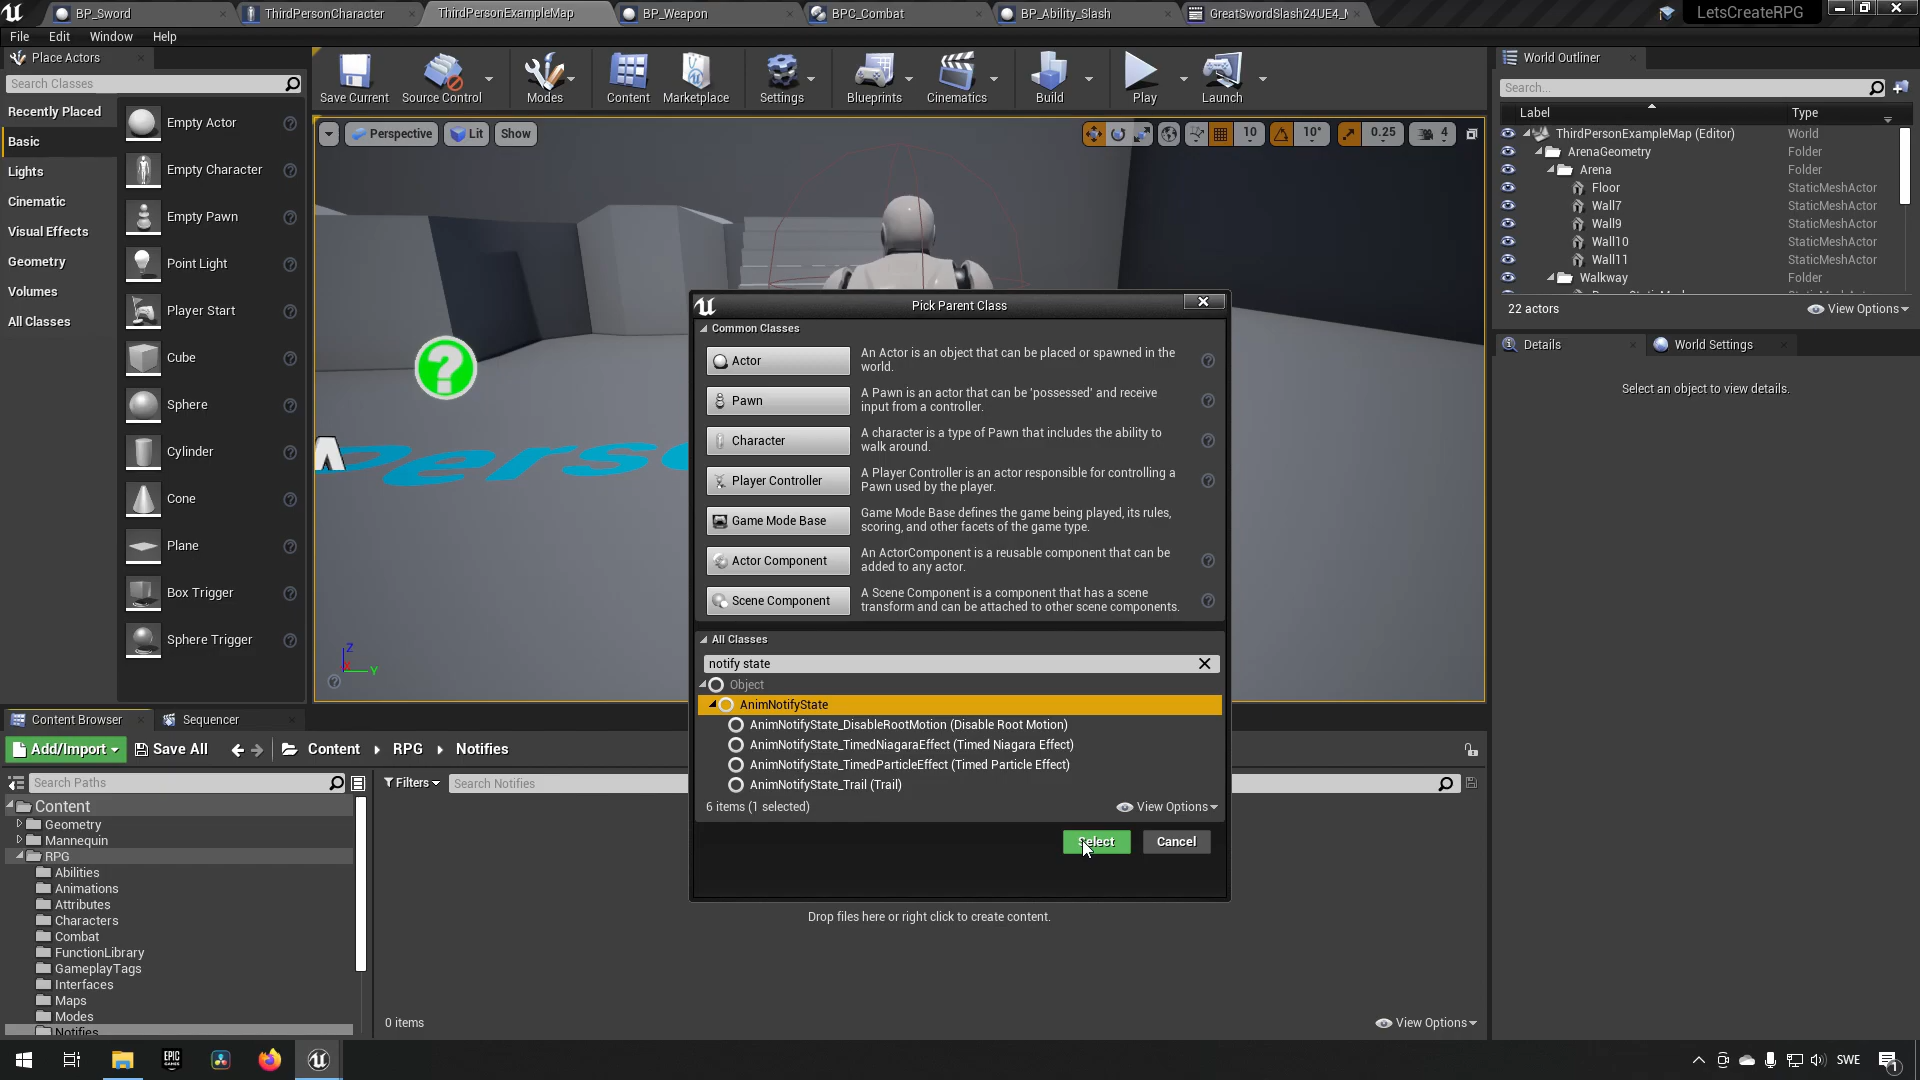 BP_Sword
ThirdPersonCharacter
ThirdPersonExampleMap
BP_Weapon
BPC_Combat
BP_Ability_Slash
GreatSwordSlash24UE4_
LetsCreateRPG
File
Edit
Window
Help
Place Actors
Search Classes
Recently Placed
Basic
Lights
Cinematic
Visual Effects
Geometry
Volumes
All Classes
Empty Actor
Empty Character
Empty Pawn
Point Light
Player Start
Cube
Sphere
Cylinder
Cone
Plane
Box Trigger
Sphere Trigger
Save Current
Source Control
Modes
Content
Marketplace
Settings
Blueprints
Cinematics
Build
Play
Launch
Perspective
Lit
Show
10
10°
0.25
4
Perso
Z
Y
World Outliner
Search...
Label
Type
ThirdPersonExampleMap (Editor)
World
ArenaGeometry
Folder
Arena
Folder
Floor
StaticMeshActor
Wall7
StaticMeshActor
Wall9
StaticMeshActor
Wall10
StaticMeshActor
Wall11
StaticMeshActor
Walkway
Folder
22 actors
View Options
Details
World Settings
Select an object to view details.
Pick Parent Class
Common Classes
Actor
An Actor is an object that can be placed or spawned in the
world.
Pawn
A Pawn is an actor that can be 'possessed' and receive
input from a controller.
Character
A character is a type of Pawn that includes the ability to
walk around.
Player Controller
A Player Controller is an actor responsible for controlling a
Pawn used by the player.
Game Mode Base
Game Mode Base defines the game being played, its rules,
scoring, and other facets of the game type.
Actor Component
An ActorComponent is a reusable component that can be
added to any actor.
Scene Component
A Scene Component is a component that has a scene
transform and can be attached to other scene components.
All Classes
notify state
Object
AnimNotifyState
AnimNotifyState_DisableRootMotion (Disable Root Motion)
AnimNotifyState_TimedNiagaraEffect (Timed Niagara Effect)
AnimNotifyState_TimedParticleEffect (Timed Particle Effect)
AnimNotifyState_Trail (Trail)
6 items (1 selected)
View Options
Select
Cancel
Content Browser
Sequencer
Add/Import
Save All
Content
RPG
Notifies
Search Paths
Filters
Search Notifies
Content
Geometry
Mannequin
RPG
Abilities
Animations
Attributes
Characters
Combat
FunctionLibrary
GameplayTags
Interfaces
Maps
Modes
Notifies
Drop files here or right click to create content.
0 items
View Options
EPIC
GAMES
SWE
1